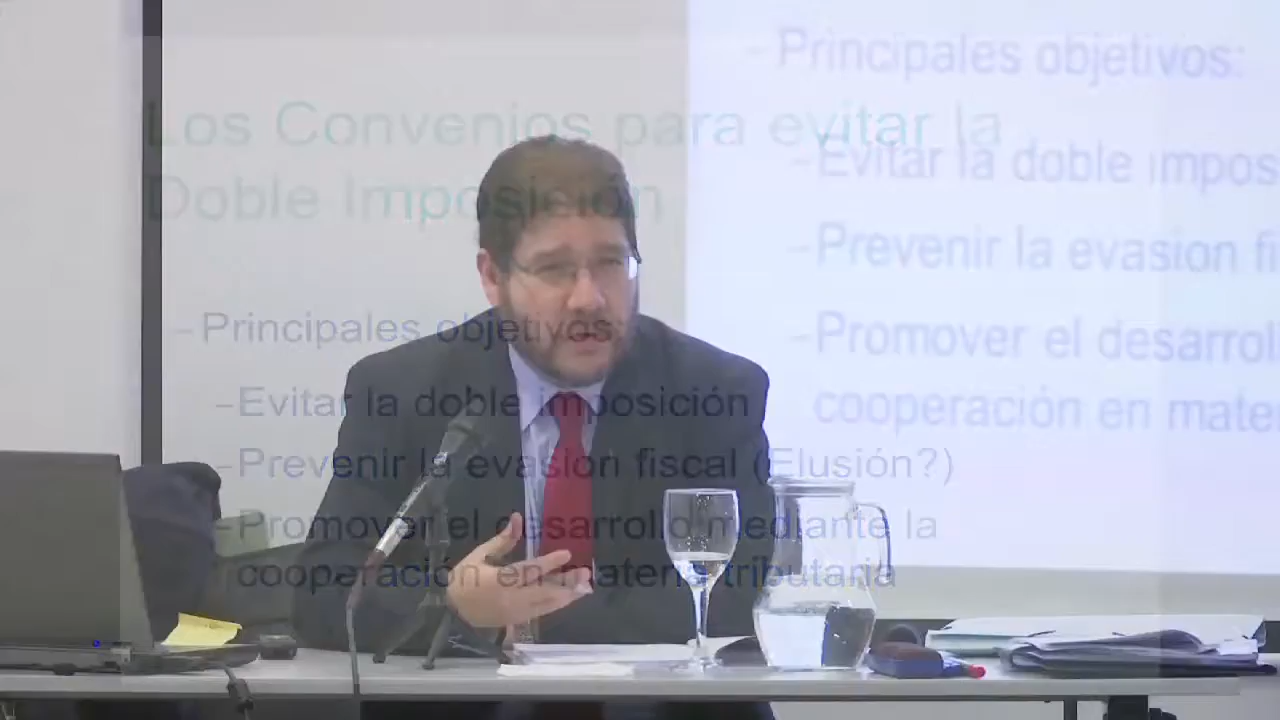 Los Convenios para evitar la
Doble Imposición
– Principales objetivos:
–Evitar la doble imposición
–Prevenir la evasion fiscal (Elusión?)
–Promover el desarrollo mediante la
cooperación en materia tributaria
– Principales objetivos:
–Evitar la doble impos
–Prevenir la evasion fi
–Promover el desarrol
cooperación en mater